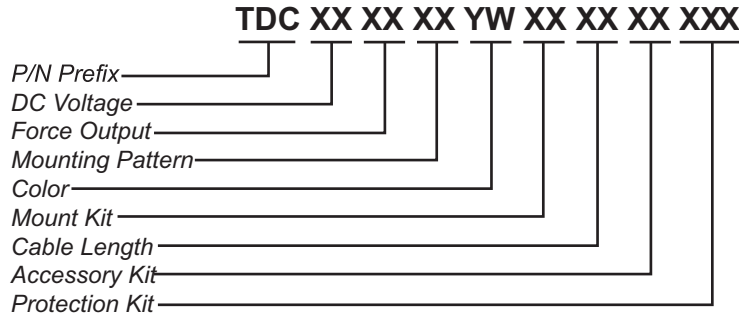 TDC XX XX XX YW XX XX XX XXX
P/N Prefix
DC Voltage
Force Output
Mounting Pattern
Color
Mount Kit
Cable Length
Accessory Kit
Protection Kit